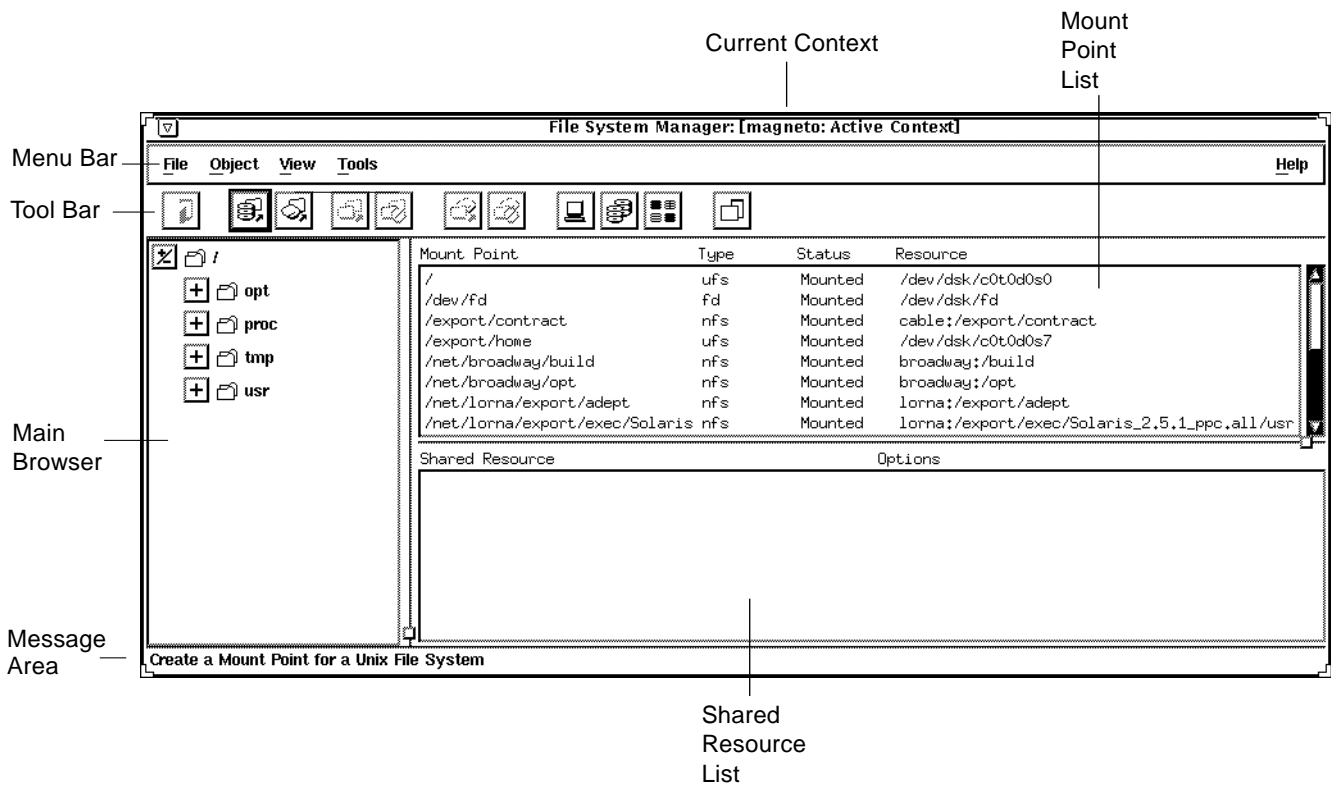 Current Context
Mount
Point
List
File System Manager: [magneto: Active Context]
Menu Bar
File Object View Tools Help
Tool Bar
/
opt
proc
tmp
usr
Mount Point Type Status Resource
/ ufs Mounted /dev/dsk/c0t0d0s0
/dev/fd fd Mounted /dev/dsk/fd
/export/contract nfs Mounted cable:/export/contract
/export/home ufs Mounted /dev/dsk/c0t0d0s7
/net/broadway/build nfs Mounted broadway:/build
/net/broadway/opt nfs Mounted broadway:/opt
/net/lorna/export/adept nfs Mounted lorna:/export/adept
/net/lorna/export/exec/Solaris nfs Mounted lorna:/export/exec/Solaris_2.5.1_ppc.all/usr
Main
Browser
Shared Resource Options
Message
Area
Create a Mount Point for a Unix File System
Shared
Resource
List